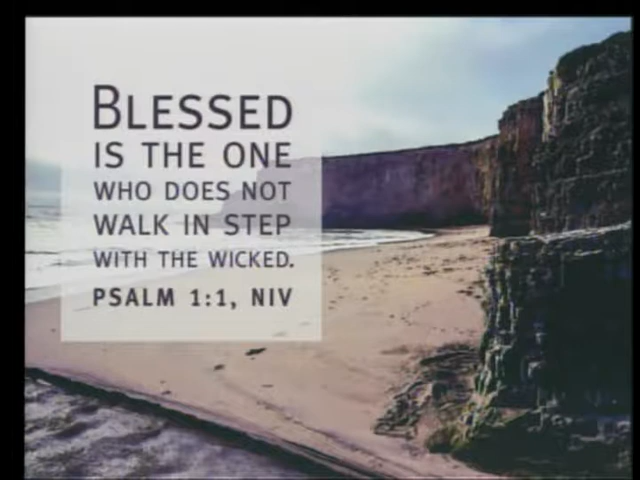 BLESSED
IS THE ONE
WHO DOES NOT
WALK IN STEP
WITH THE WICKED.
PSALM 1:1, NIV